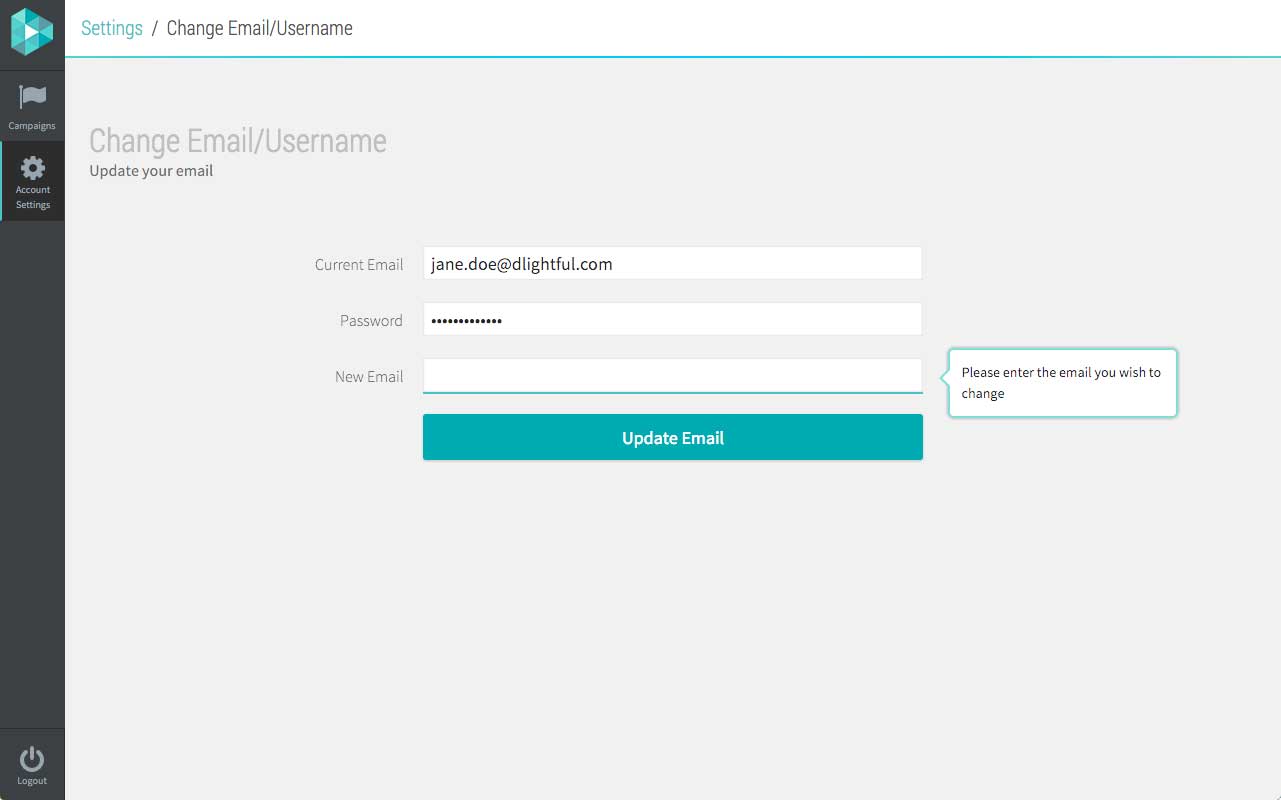 Settings / Change Email/Username
Campaigns
Account
Settings
Change Email/Username
Update your email
Current Email jane.doe@dlightful.com
Password •••••••••••••
New Email
Please enter the email you wish to
change
Update Email
Logout